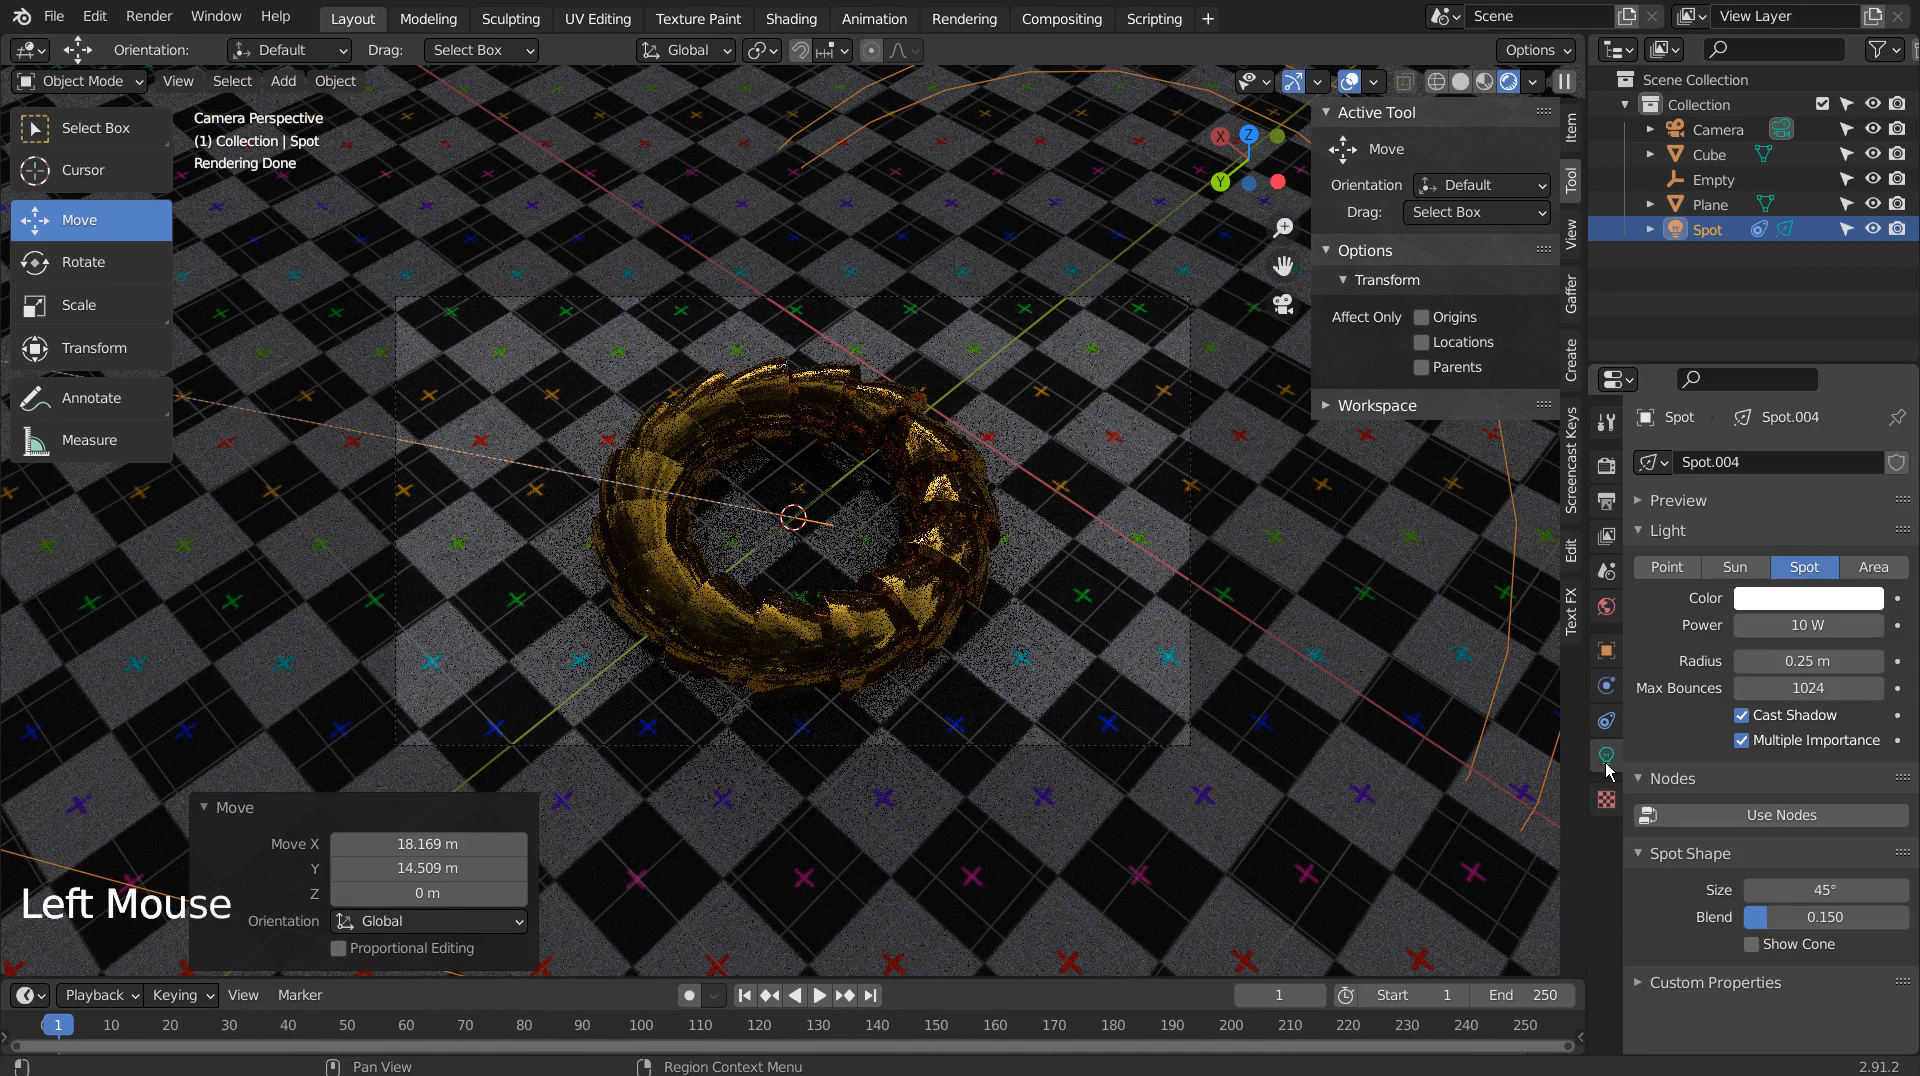 File Edit Render Window Help Layout Modeling Sculpting UV Editing Texture Paint Shading Animation Rendering Compositing Scripting + Scene View Layer
Orientation: Default Drag: Select Box Global Options
Object Mode View Select Add Object
Select Box
Cursor
Move
Rotate
Scale
Transform
Annotate
Measure
Camera Perspective
(1) Collection | Spot
Rendering Done
X Z
Y
Active Tool
Move
Orientation Default
Drag: Select Box
Options
Transform
Affect Only Origins
Locations
Parents
Workspace
Item
Tool
View
Gaffer
Create
Screencast Keys
Edit
Text FX
Scene Collection
Collection
Camera
Cube
Empty
Plane
Spot
Spot Spot.004
Spot.004
Preview
Light
Point Sun Spot Area
Color
Power 10 W
Radius 0.25 m
Max Bounces 1024
Cast Shadow
Multiple Importance
Nodes
Use Nodes
Spot Shape
Size 45°
Blend 0.150
Show Cone
Custom Properties
Move
Move X 18.169 m
Y 14.509 m
Z 0 m
Orientation Global
Proportional Editing
Left Mouse
Playback Keying View Marker 1 Start 1 End 250
1 10 20 30 40 50 60 70 80 90 100 110 120 130 140 150 160 170 180 190 200 210 220 230 240 250
Pan View Region Context Menu 2.91.2